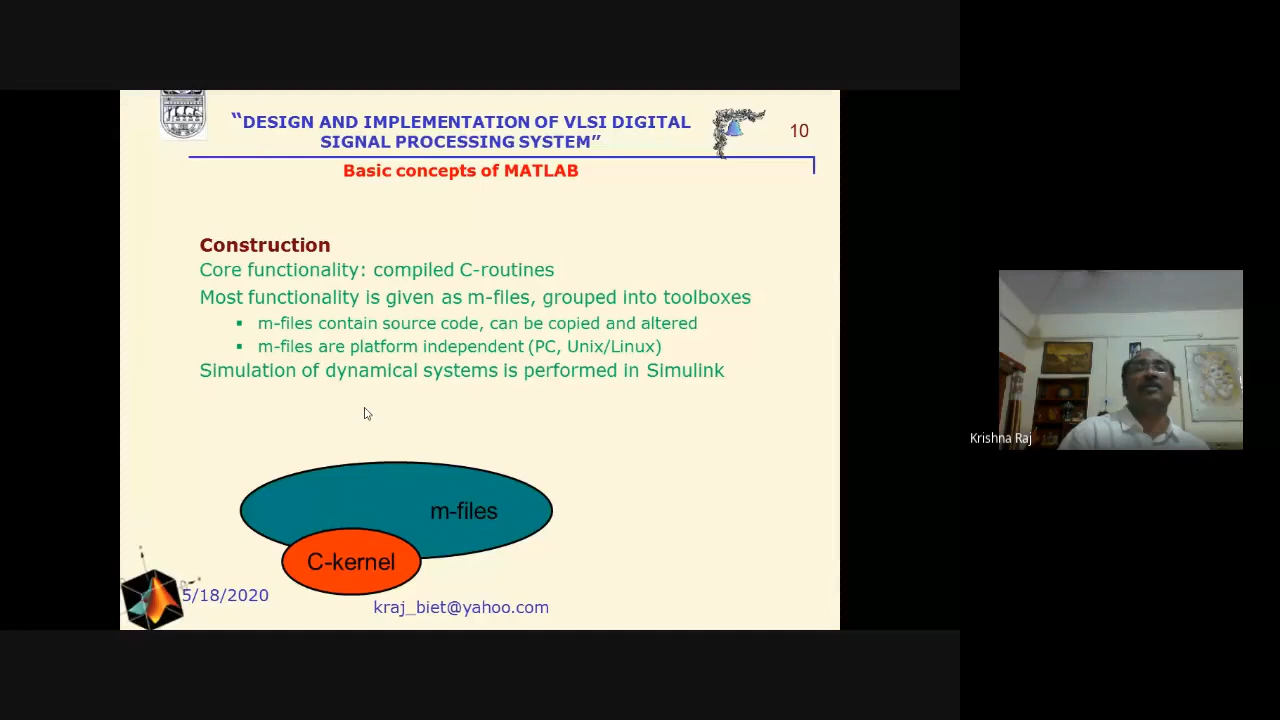 “DESIGN AND IMPLEMENTATION OF VLSI DIGITAL
SIGNAL PROCESSING SYSTEM”
10
Basic concepts of MATLAB
Construction
Core functionality: compiled C-routines
Most functionality is given as m-files, grouped into toolboxes
▪ m-files contain source code, can be copied and altered
▪ m-files are platform independent (PC, Unix/Linux)
Simulation of dynamical systems is performed in Simulink
m-files
C-kernel
5/18/2020
kraj_biet@yahoo.com
Krishna Raj